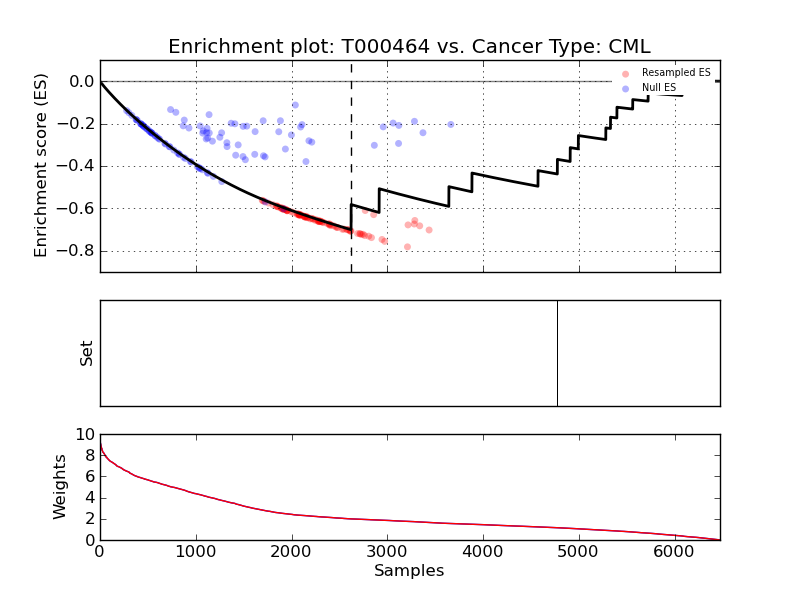 Enrichment plot: T000464 vs. Cancer Type: CML
Enrichment score (ES)
0.0
−0.2
−0.4
−0.6
−0.8
Resampled ES
Null ES
Set
Weights
10
8
6
4
2
0
0 1000 2000 3000 4000 5000 6000
Samples